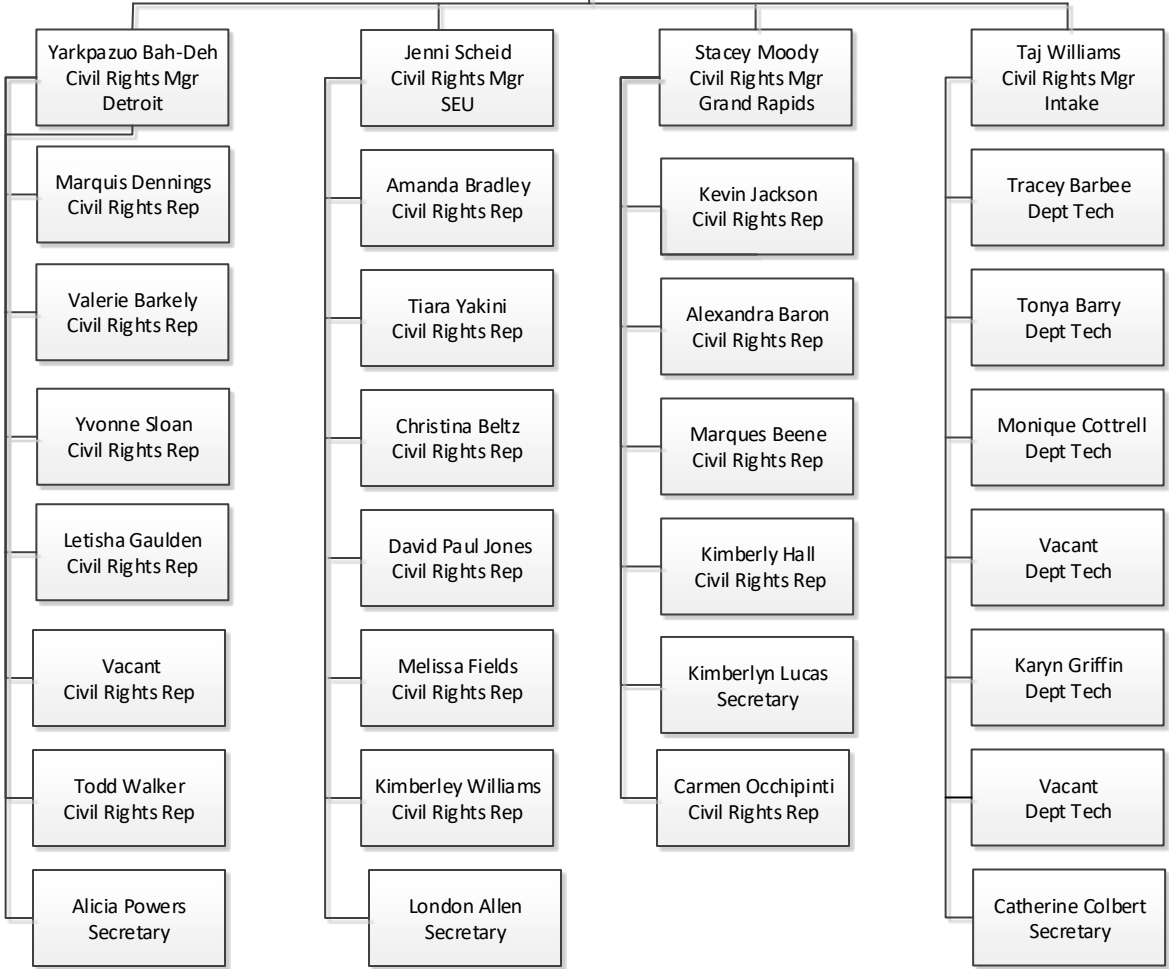 Yarkpazuo Bah-Deh
Civil Rights Mgr
Detroit
Marquis Dennings
Civil Rights Rep
Valerie Barkely
Civil Rights Rep
Yvonne Sloan
Civil Rights Rep
Letisha Gaulden
Civil Rights Rep
Vacant
Civil Rights Rep
Todd Walker
Civil Rights Rep
Alicia Powers
Secretary
Jenni Scheid
Civil Rights Mgr
SEU
Amanda Bradley
Civil Rights Rep
Tiara Yakini
Civil Rights Rep
Christina Beltz
Civil Rights Rep
David Paul Jones
Civil Rights Rep
Melissa Fields
Civil Rights Rep
Kimberley Williams
Civil Rights Rep
London Allen
Secretary
Stacey Moody
Civil Rights Mgr
Grand Rapids
Kevin Jackson
Civil Rights Rep
Alexandra Baron
Civil Rights Rep
Marques Beene
Civil Rights Rep
Kimberly Hall
Civil Rights Rep
Kimberlyn Lucas
Secretary
Carmen Occhipinti
Civil Rights Rep
Taj Williams
Civil Rights Mgr
Intake
Tracey Barbee
Dept Tech
Tonya Barry
Dept Tech
Monique Cottrell
Dept Tech
Vacant
Dept Tech
Karyn Griffin
Dept Tech
Vacant
Dept Tech
Catherine Colbert
Secretary